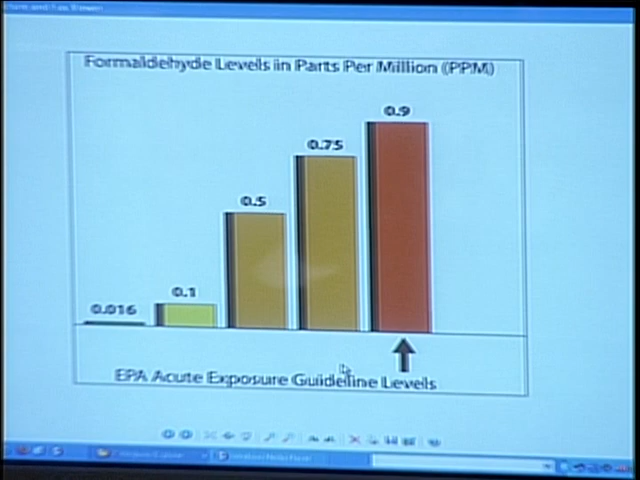 Formaldehyde Levels in Parts Per Million (PPM)
0.9
0.75
0.5
0.1
0.016
EPA Acute Exposure Guideline Levels